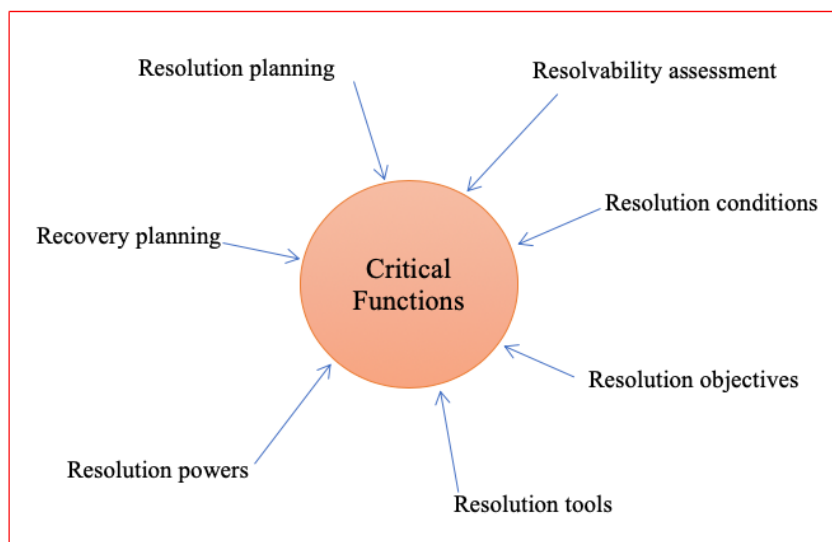 Resolution planning
Resolvability assessment
Resolution conditions
Recovery planning
Critical
Functions
Resolution objectives
Resolution powers
Resolution tools